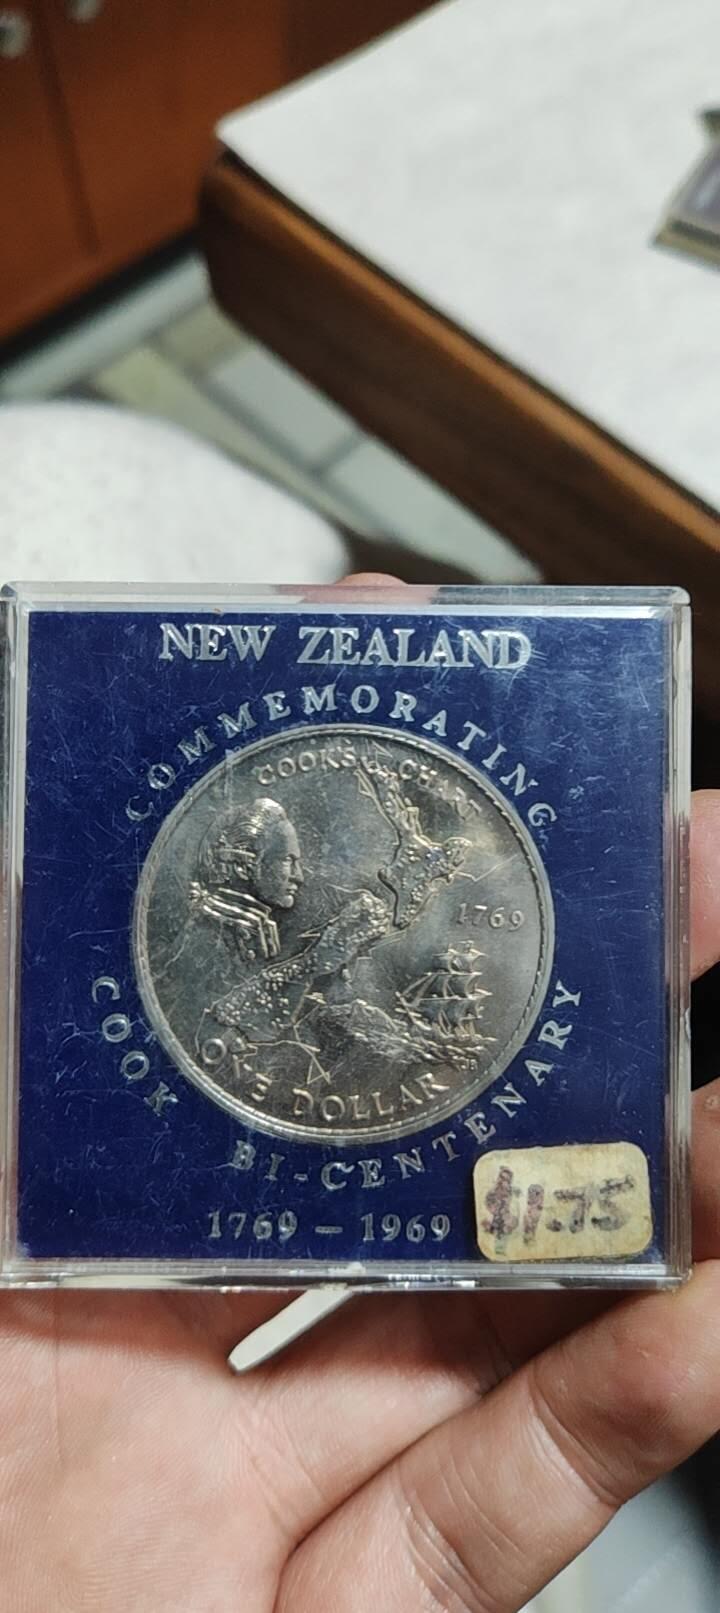 NEW ZEALAND
COMMEMORATING
COOK'S CHART
1769
ONE DOLLAR
COOK BI-CENTENARY
1769 – 1969
$1.75